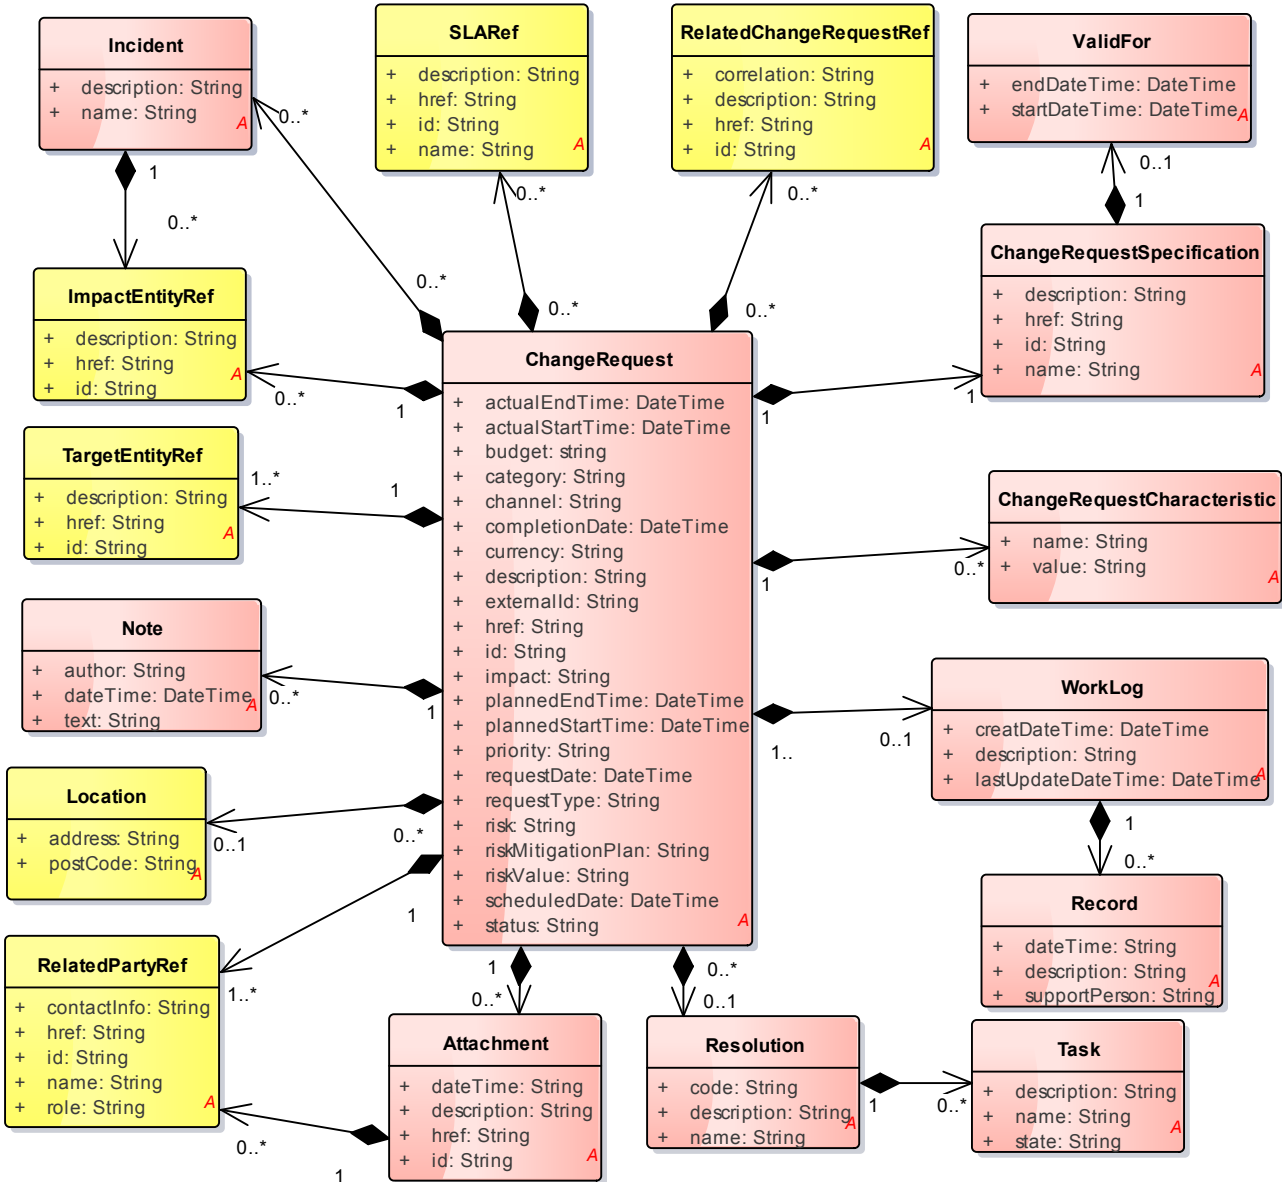 Incident
+ description: String
+ name: String
A
SLARef
+ description: String
+ href: String
+ id: String
+ name: String
A
RelatedChangeRequestRef
+ correlation: String
+ description: String
+ href: String
+ id: String
A
ValidFor
+ endDateTime: DateTime
+ startDateTime: DateTime
A
0..*
1
0..*
0..*
0..*
0..1
1
0..*
0..*
0..*
ImpactEntityRef
+ description: String
+ href: String
+ id: String
A
0..*
1
ChangeRequestSpecification
+ description: String
+ href: String
+ id: String
+ name: String
A
1
1
ChangeRequest
+ actualEndTime: DateTime
+ actualStartTime: DateTime
+ budget: string
+ category: String
+ channel: String
+ completionDate: DateTime
+ currency: String
+ description: String
+ externalId: String
+ href: String
+ id: String
+ impact: String
+ plannedEndTime: DateTime
+ plannedStartTime: DateTime
+ priority: String
+ requestDate: DateTime
+ requestType: String
+ risk: String
+ riskMitigationPlan: String
+ riskValue: String
+ scheduledDate: DateTime
+ status: String
A
TargetEntityRef
+ description: String
+ href: String
+ id: String
A
1..*
1
ChangeRequestCharacteristic
+ name: String
+ value: String
A
1
0..*
Note
+ author: String
+ dateTime: DateTime
+ text: String
A
0..*
1
WorkLog
+ creatDateTime: DateTime
+ description: String
+ lastUpdateDateTime: DateTime
A
1..
0..1
Location
+ address: String
+ postCode: String
A
0..1
0..*
1
0..*
Record
+ dateTime: String
+ description: String
+ supportPerson: String
A
RelatedPartyRef
+ contactInfo: String
+ href: String
+ id: String
+ name: String
+ role: String
A
1
1..*
1
0..*
0..*
0..1
Attachment
+ dateTime: String
+ description: String
+ href: String
+ id: String
A
0..*
1
Resolution
+ code: String
+ description: String
+ name: String
A
1
0..*
Task
+ description: String
+ name: String
+ state: String
A